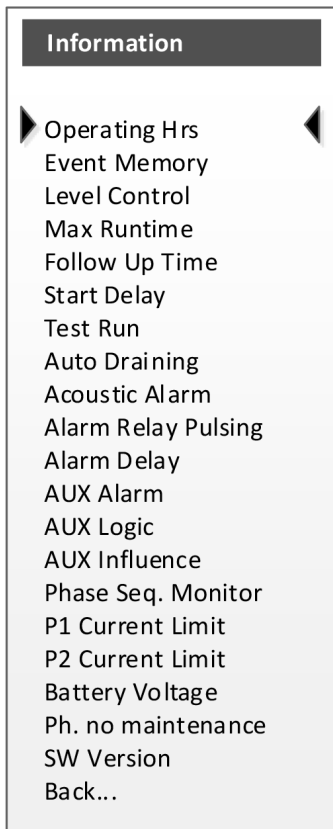 Information
Operating Hrs
Event Memory
Level Control
Max Runtime
Follow Up Time
Start Delay
Test Run
Auto Draining
Acoustic Alarm
Alarm Relay Pulsing
Alarm Delay
AUX Alarm
AUX Logic
AUX Influence
Phase Seq. Monitor
P1 Current Limit
P2 Current Limit
Battery Voltage
Ph. no maintenance
SW Version
Back...